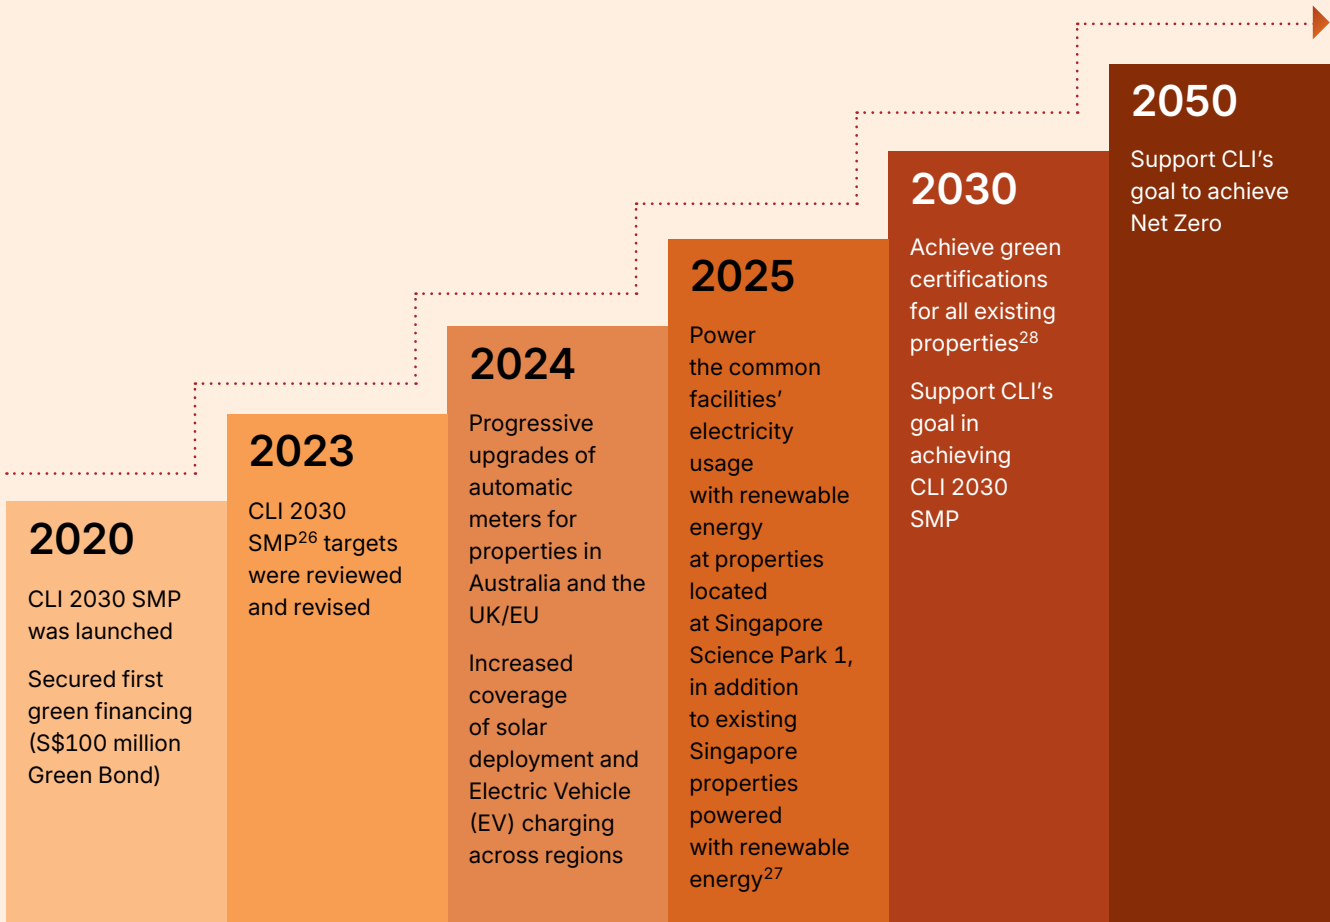 2020
CLI 2030 SMP
was launched
Secured first
green financing
(S$100 million
Green Bond)
2023
CLI 2030
SMP26 targets
were reviewed
and revised
2024
Progressive
upgrades of
automatic
meters for
properties in
Australia and the
UK/EU
Increased
coverage
of solar
deployment and
Electric Vehicle
(EV) charging
across regions
2025
Power
the common
facilities’
electricity
usage
with renewable
energy
at properties
located
at Singapore
Science Park 1,
in addition
to existing
Singapore
properties
powered
with renewable
energy27
2030
Achieve green
certifications
for all existing
properties28
Support CLI’s
goal in
achieving
CLI 2030
SMP
2050
Support CLI’s
goal to achieve
Net Zero